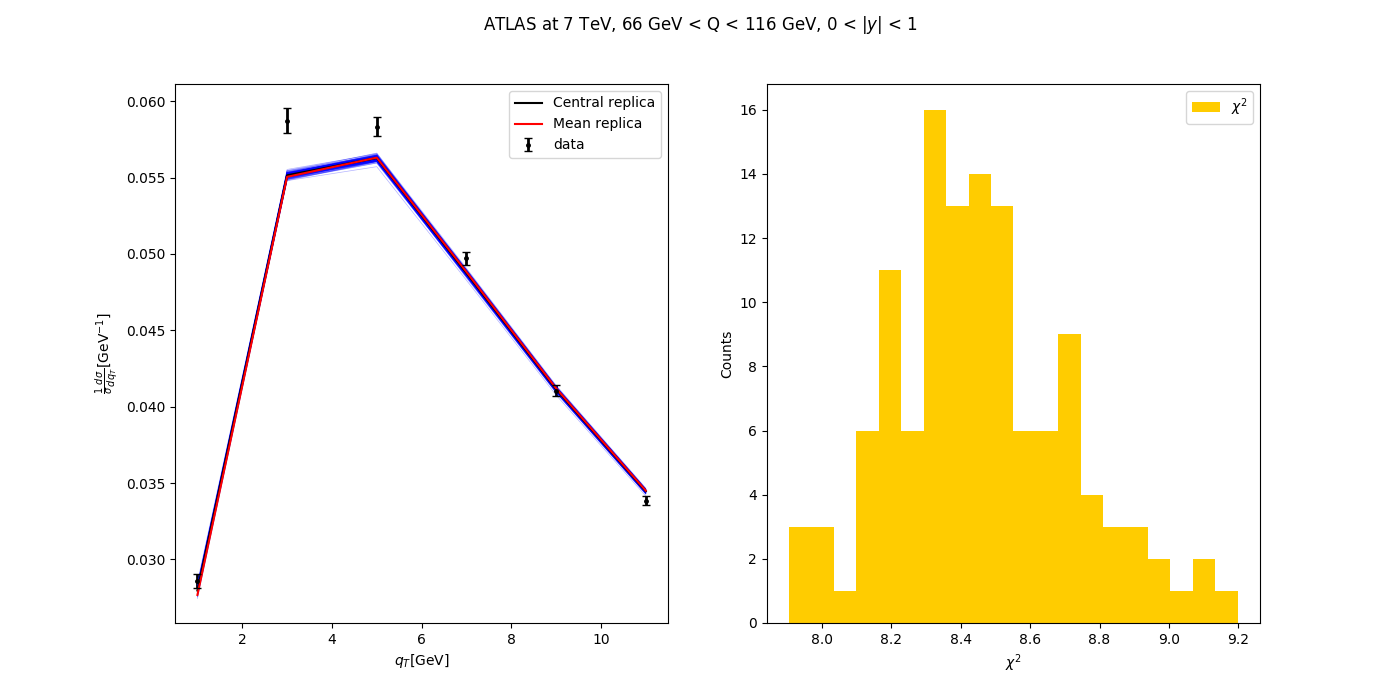 ATLAS at 7 TeV, 66 GeV < Q < 116 GeV, 0 < |y| < 1
Central replica
Mean replica
data
0.060
0.055
0.050
0.045
0.040
0.035
0.030
1/σ dσ/dq_T [GeV⁻¹]
2 4 6 8 10
q_T[GeV]
χ²
16
14
12
10
8
6
4
2
0
Counts
8.0 8.2 8.4 8.6 8.8 9.0 9.2
χ²